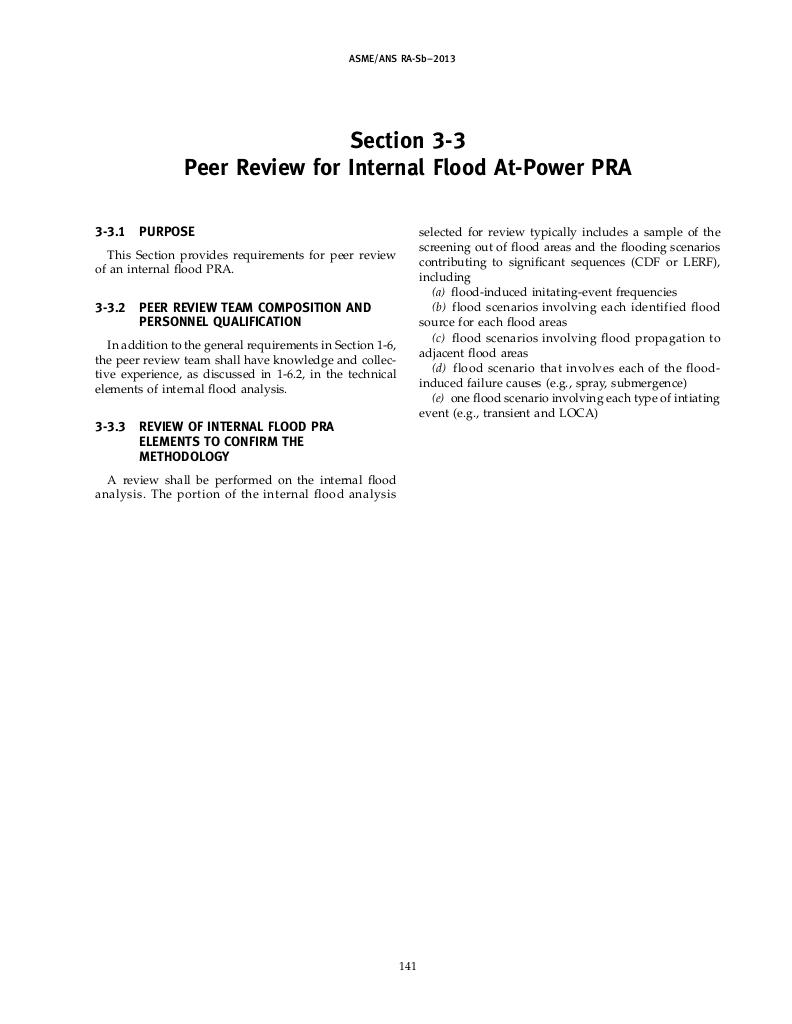 ASME/ANS RA-Sb–2013
Section 3-3
Peer Review for Internal Flood At-Power PRA
3-3.1 PURPOSE
This Section provides requirements for peer review
of an internal flood PRA.
3-3.2 PEER REVIEW TEAM COMPOSITION AND
PERSONNEL QUALIFICATION
In addition to the general requirements in Section 1-6,
the peer review team shall have knowledge and collec-
tive experience, as discussed in 1-6.2, in the technical
elements of internal flood analysis.
3-3.3 REVIEW OF INTERNAL FLOOD PRA
ELEMENTS TO CONFIRM THE
METHODOLOGY
A review shall be performed on the internal flood
analysis. The portion of the internal flood analysis
selected for review typically includes a sample of the
screening out of flood areas and the flooding scenarios
contributing to significant sequences (CDF or LERF),
including
(a) flood-induced initating-event frequencies
(b) flood scenarios involving each identified flood
source for each flood areas
(c) flood scenarios involving flood propagation to
adjacent flood areas
(d) flood scenario that involves each of the flood-
induced failure causes (e.g., spray, submergence)
(e) one flood scenario involving each type of intiating
event (e.g., transient and LOCA)
141